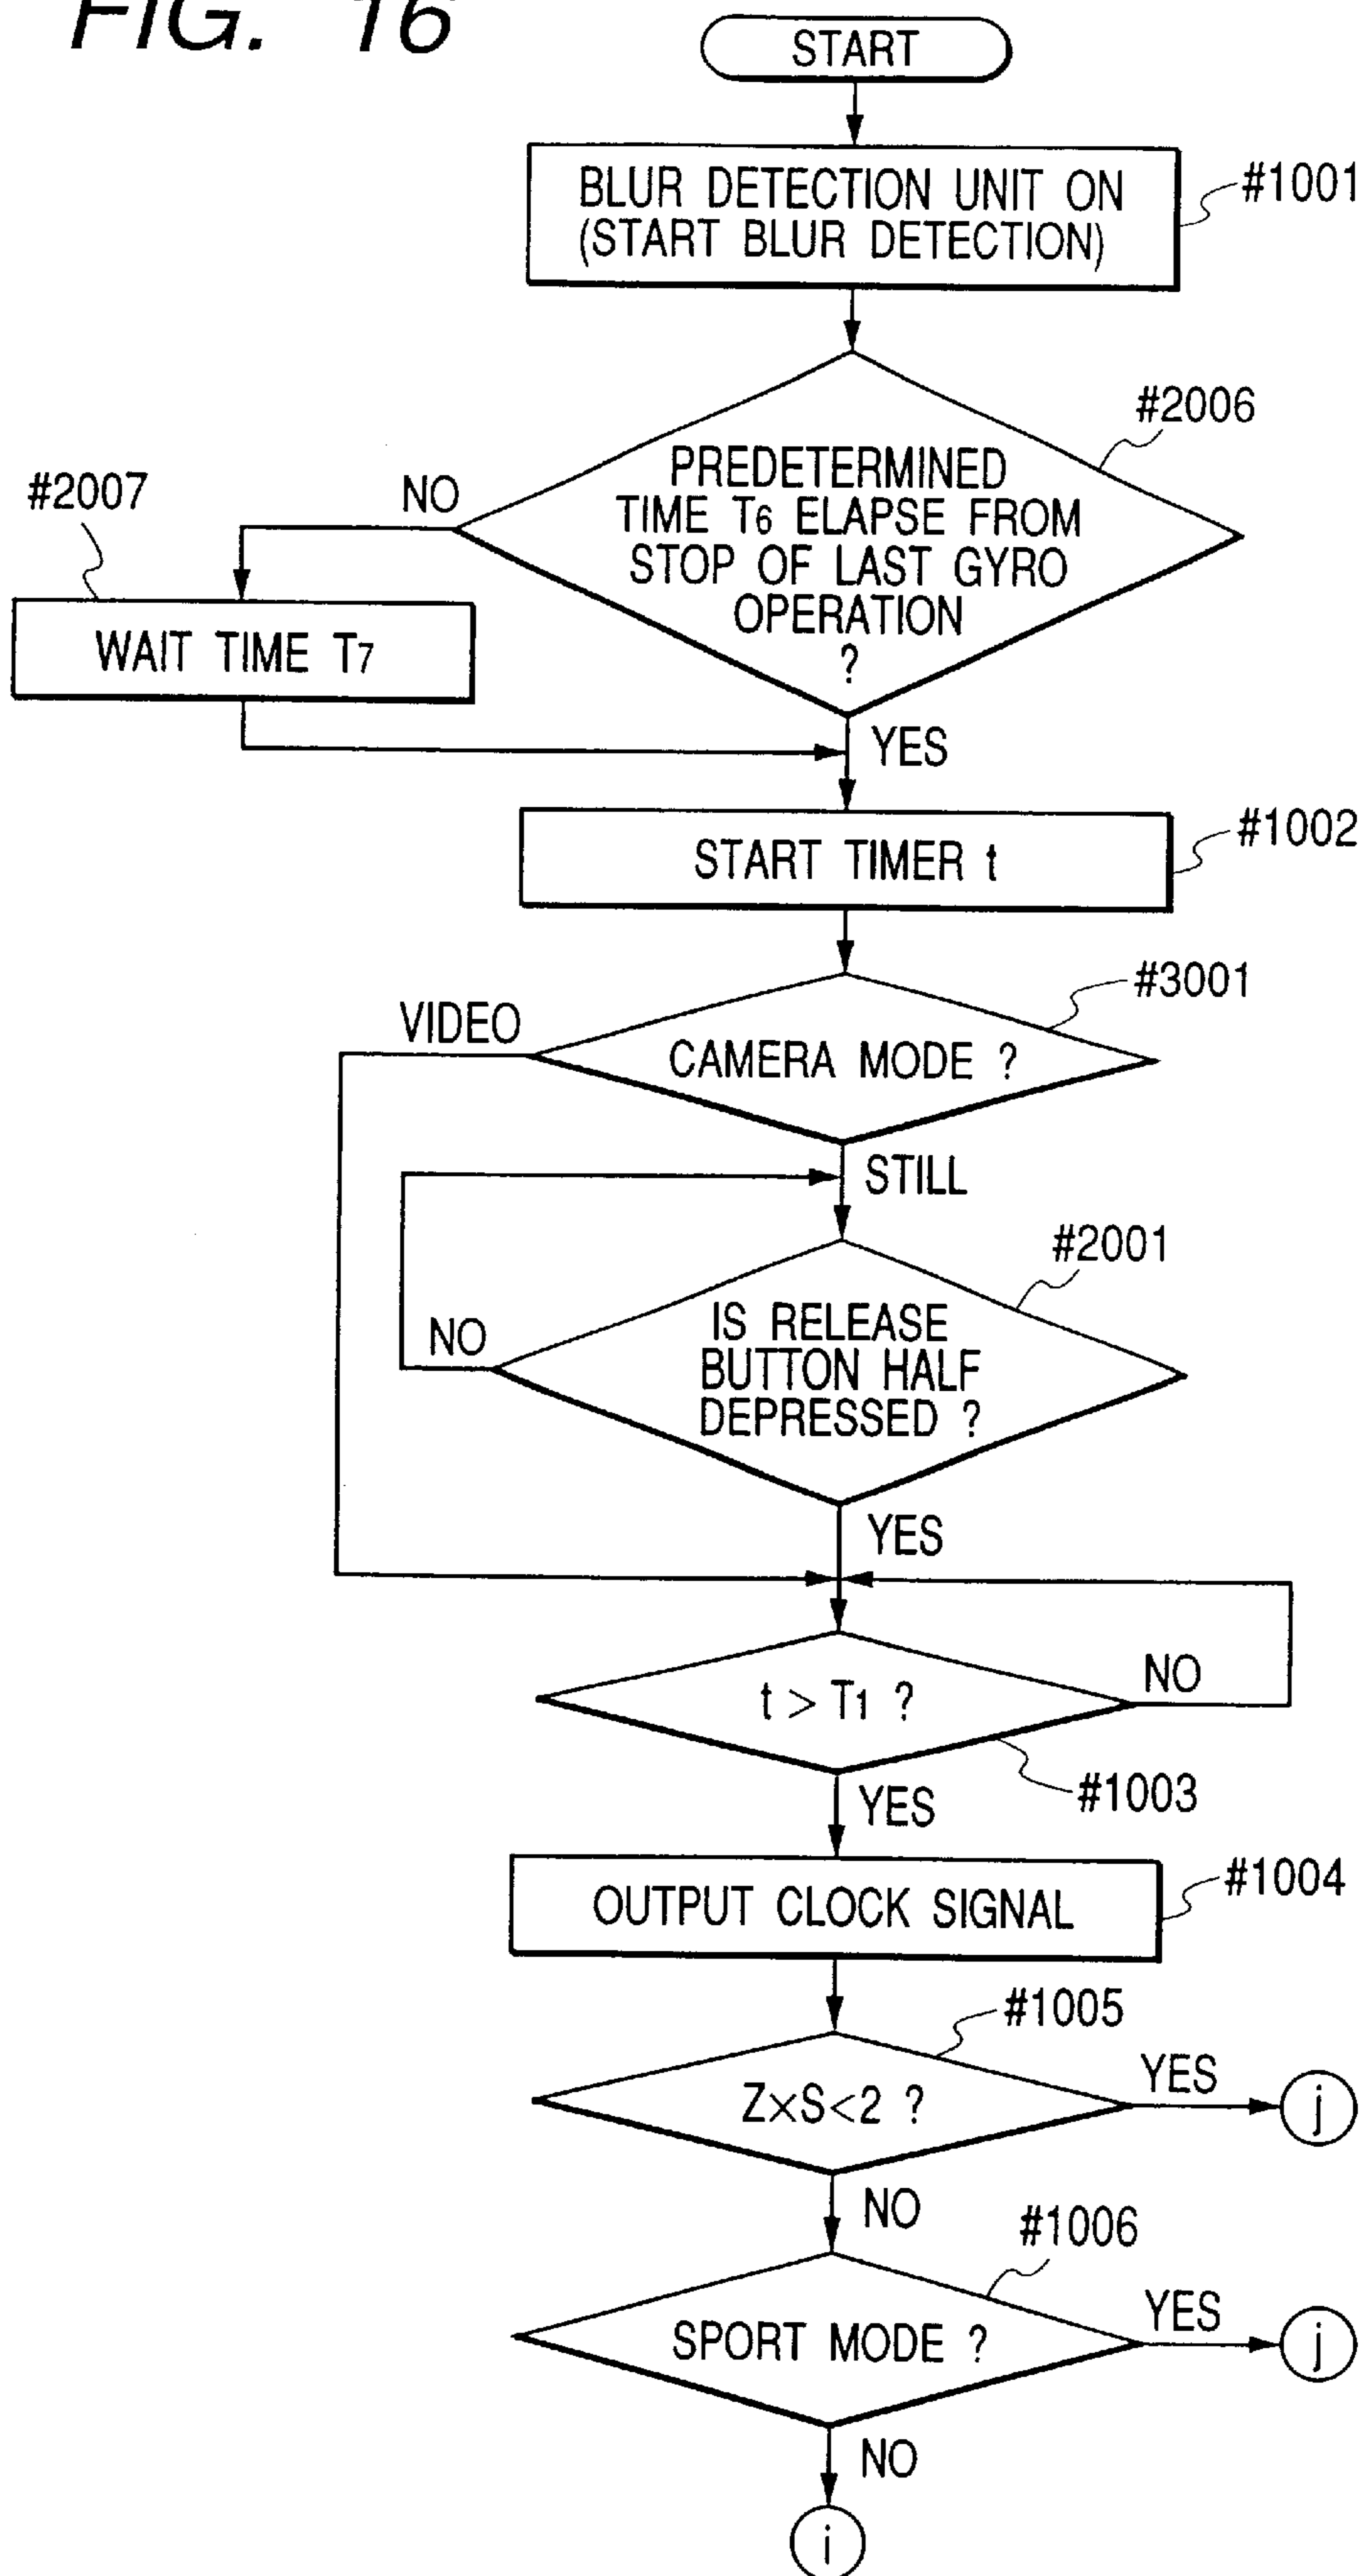 FIG. 16
START
BLUR DETECTION UNIT ON
(START BLUR DETECTION)
#1001
#2006
PREDETERMINED
TIME T6 ELAPSE FROM
STOP OF LAST GYRO
OPERATION
?
NO
#2007
WAIT TIME T7
YES
START TIMER t
#1002
#3001
VIDEO
CAMERA MODE ?
STILL
#2001
IS RELEASE
BUTTON HALF
DEPRESSED ?
NO
YES
t > T1 ?
NO
#1003
YES
OUTPUT CLOCK SIGNAL
#1004
#1005
Z×S<2 ?
YES
j
NO
#1006
SPORT MODE ?
YES
j
NO
i